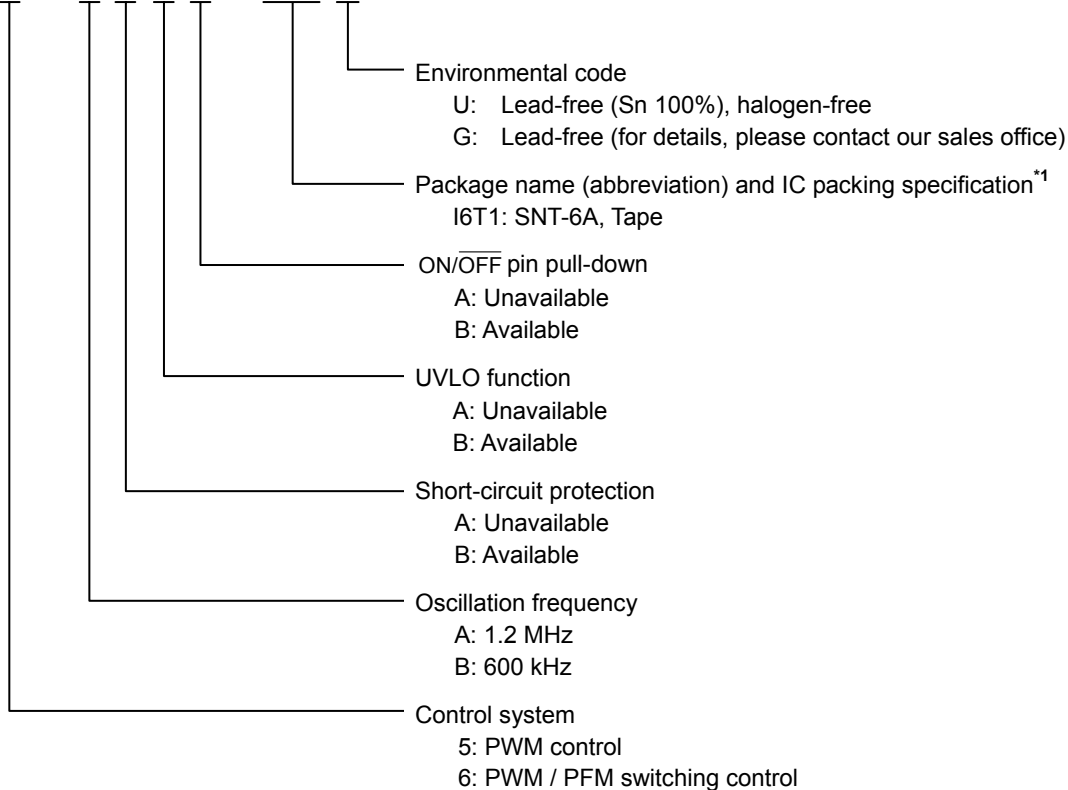 Environmental code
U: Lead-free (Sn 100%), halogen-free
G: Lead-free (for details, please contact our sales office)
Package name (abbreviation) and IC packing specification*1
I6T1: SNT-6A, Tape
ON/OFF pin pull-down
A: Unavailable
B: Available
UVLO function
A: Unavailable
B: Available
Short-circuit protection
A: Unavailable
B: Available
Oscillation frequency
A: 1.2 MHz
B: 600 kHz
Control system
5: PWM control
6: PWM / PFM switching control